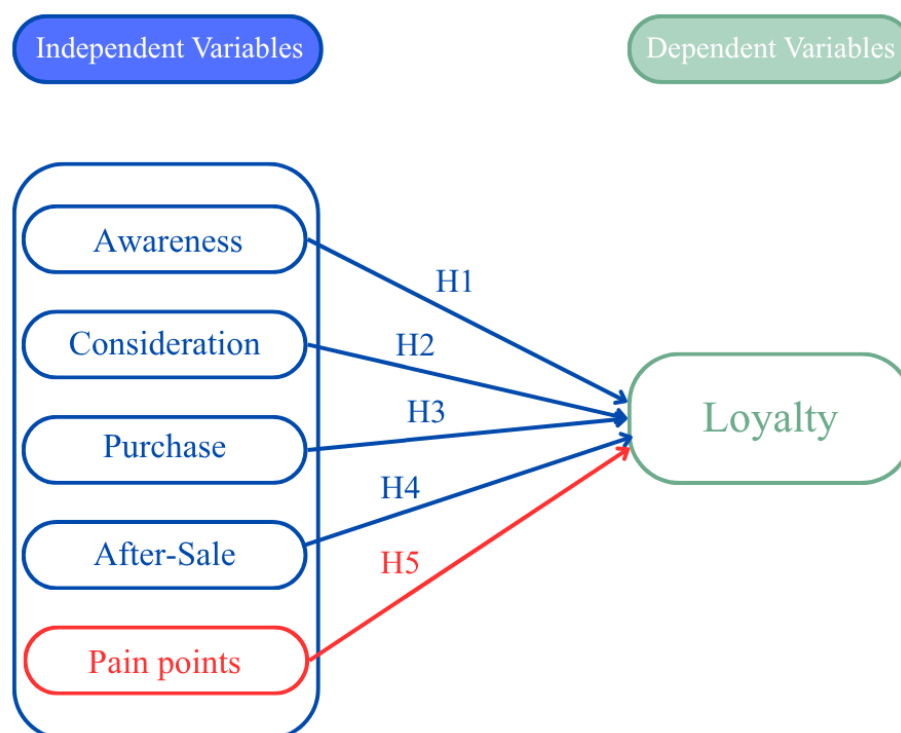 Independent Variables
Dependent Variables
Awareness
H1
Consideration
H2
Purchase
H3
Loyalty
After-Sale
H4
Pain points
H5